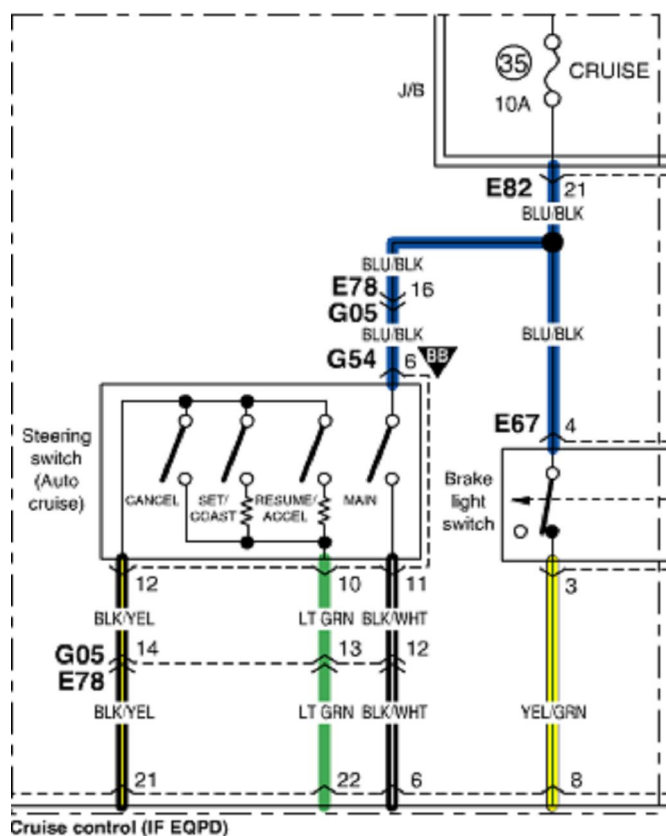 35
CRUISE
10A
J/B
E82
21
BLU/BLK
BLU/BLK
E78
16
G05
BLU/BLK
BLU/BLK
G54
6
BB
E67
4
Steering
switch
(Auto
cruise)
CANCEL
SET/
COAST
RESUME/
ACCEL
MAIN
Brake
light
switch
12
10
11
3
BLK/YEL
LT GRN
BLK/WHT
G05
14
13
12
E78
BLK/YEL
LT GRN
BLK/WHT
YEL/GRN
21
22
6
8
Cruise control (IF EQPD)